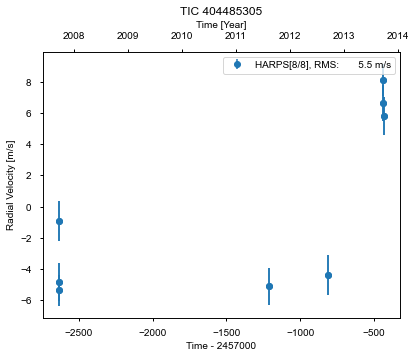 TIC 404485305
Time [Year]
2008 2009 2010 2011 2012 2013 2014
HARPS[8/8], RMS: 5.5 m/s
Radial Velocity [m/s]
8
6
4
2
0
−2
−4
−6
−2500 −2000 −1500 −1000 −500
Time - 2457000